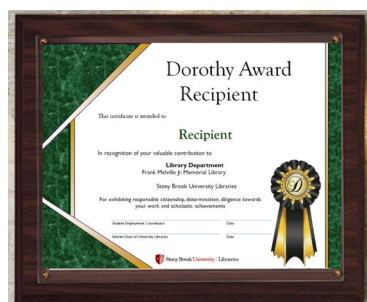 Dorothy Award
Recipient
This certificate is awarded to
Recipient
In recognition of your valuable contribution to
Library Department
Frank Melville Jr. Memorial Library
Stony Brook University Libraries
For exhibiting responsible citizenship, determination, diligence towards
your work and scholastic achievements
Student Employment Coordinator Date
Interim Dean of University Libraries Date
D
Stony Brook University | Libraries